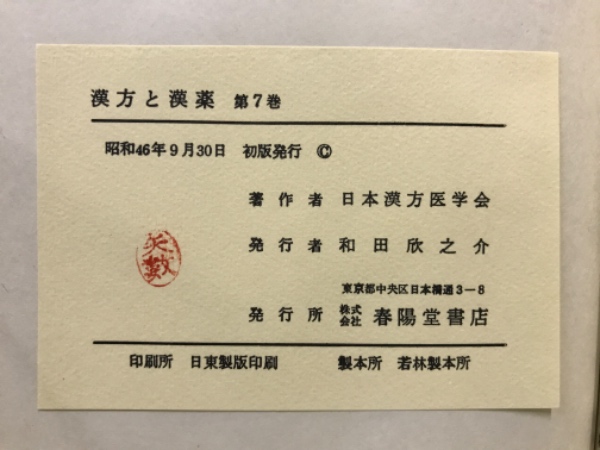 漢方と漢薬 第7巻
昭和46年9月30日 初版発行 ©
著作者 日本漢方医学会
発行者 和田欣之介
東京都中央区日本橋通3-8
発行所 株式会社 春陽堂書店
矢数
印刷所 日東製版印刷 製本所 若林製本所